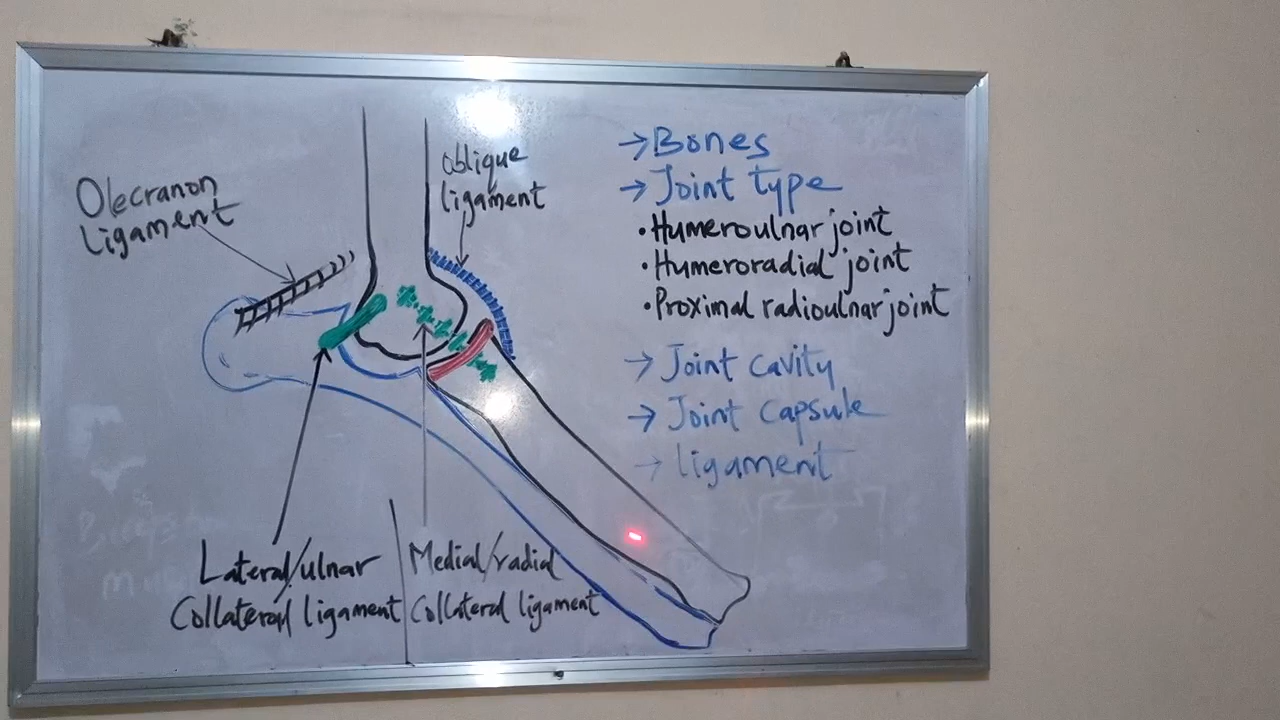 Olecranon
Ligament
oblique
ligament
Lateral/ulnar
Collateral ligament
Medial/radial
Collateral ligament
→ Bones
→ Joint type
• Humeroulnar joint
• Humeroradial joint
• Proximal radioulnar joint
→ Joint cavity
→ Joint capsule
→ ligament